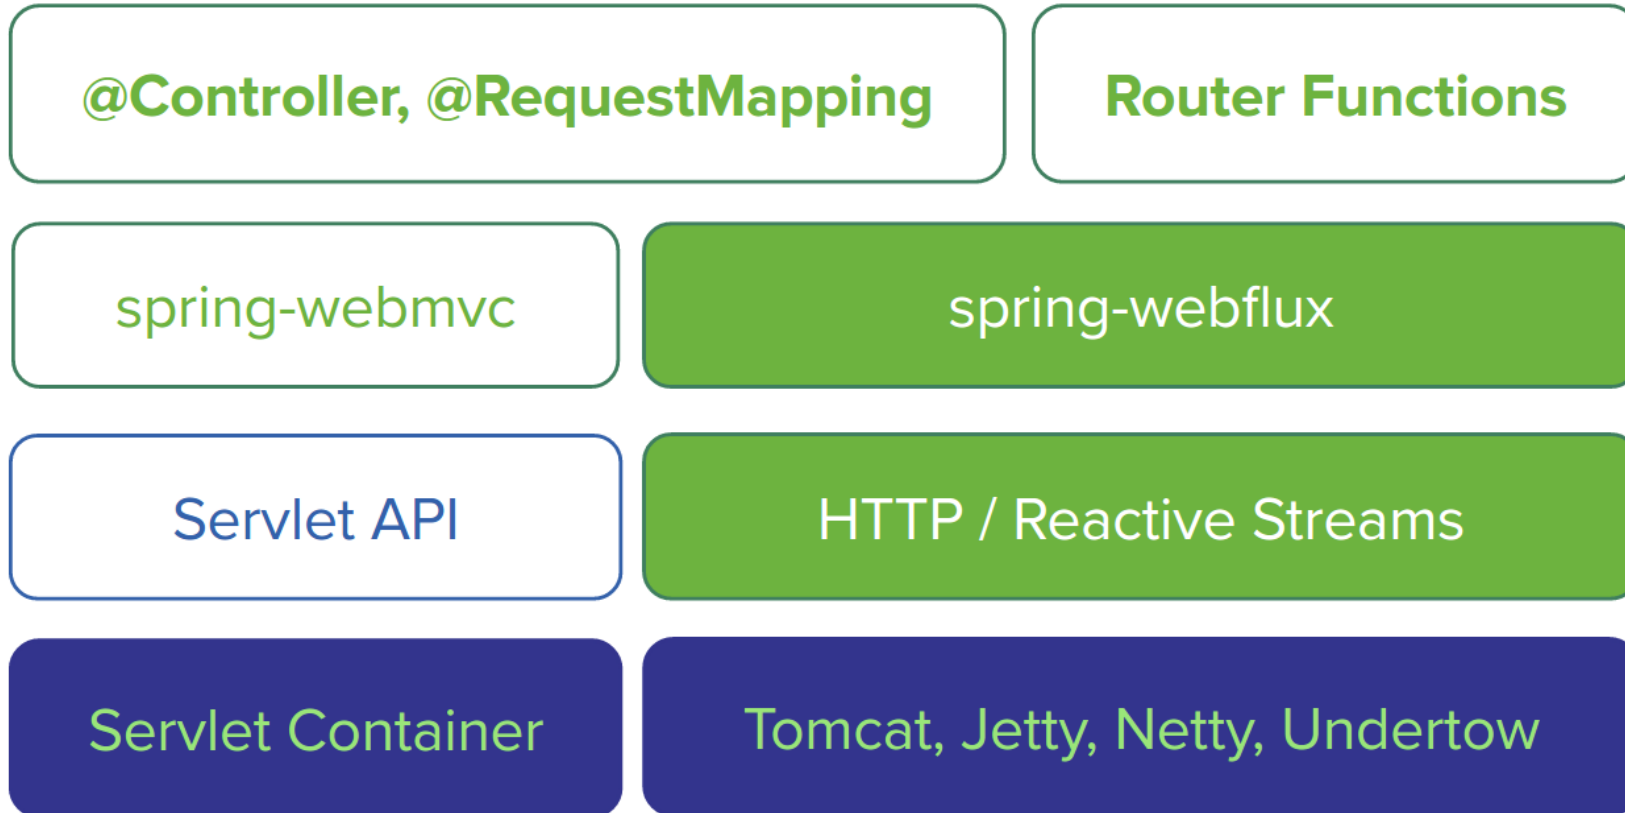 @Controller, @RequestMapping
Router Functions
spring-webmvc
spring-webflux
Servlet API
HTTP / Reactive Streams
Servlet Container
Tomcat, Jetty, Netty, Undertow